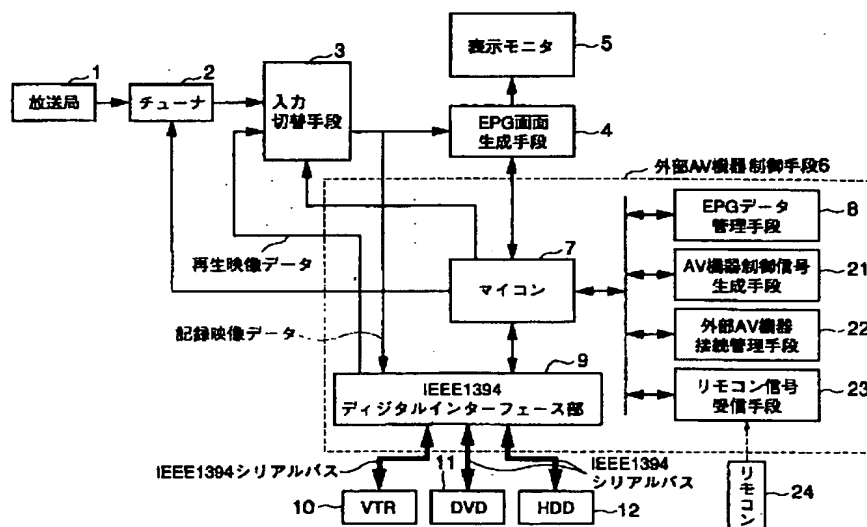 1
放送局
2
チューナ
3
入力
切替手段
5
表示モニタ
EPG画面
生成手段
4
外部AV機器制御手段6
EPGデータ
管理手段
8
再生映像データ
7
マイコン
AV機器制御信号
生成手段
21
記録映像データ
外部AV機器
接続管理手段
22
9
IEEE1394
ディジタルインターフェース部
リモコン信号
受信手段
23
IEEE1394シリアルバス
11
IEEE1394
シリアルバス
10
VTR
DVD
HDD
12
リモコン
24